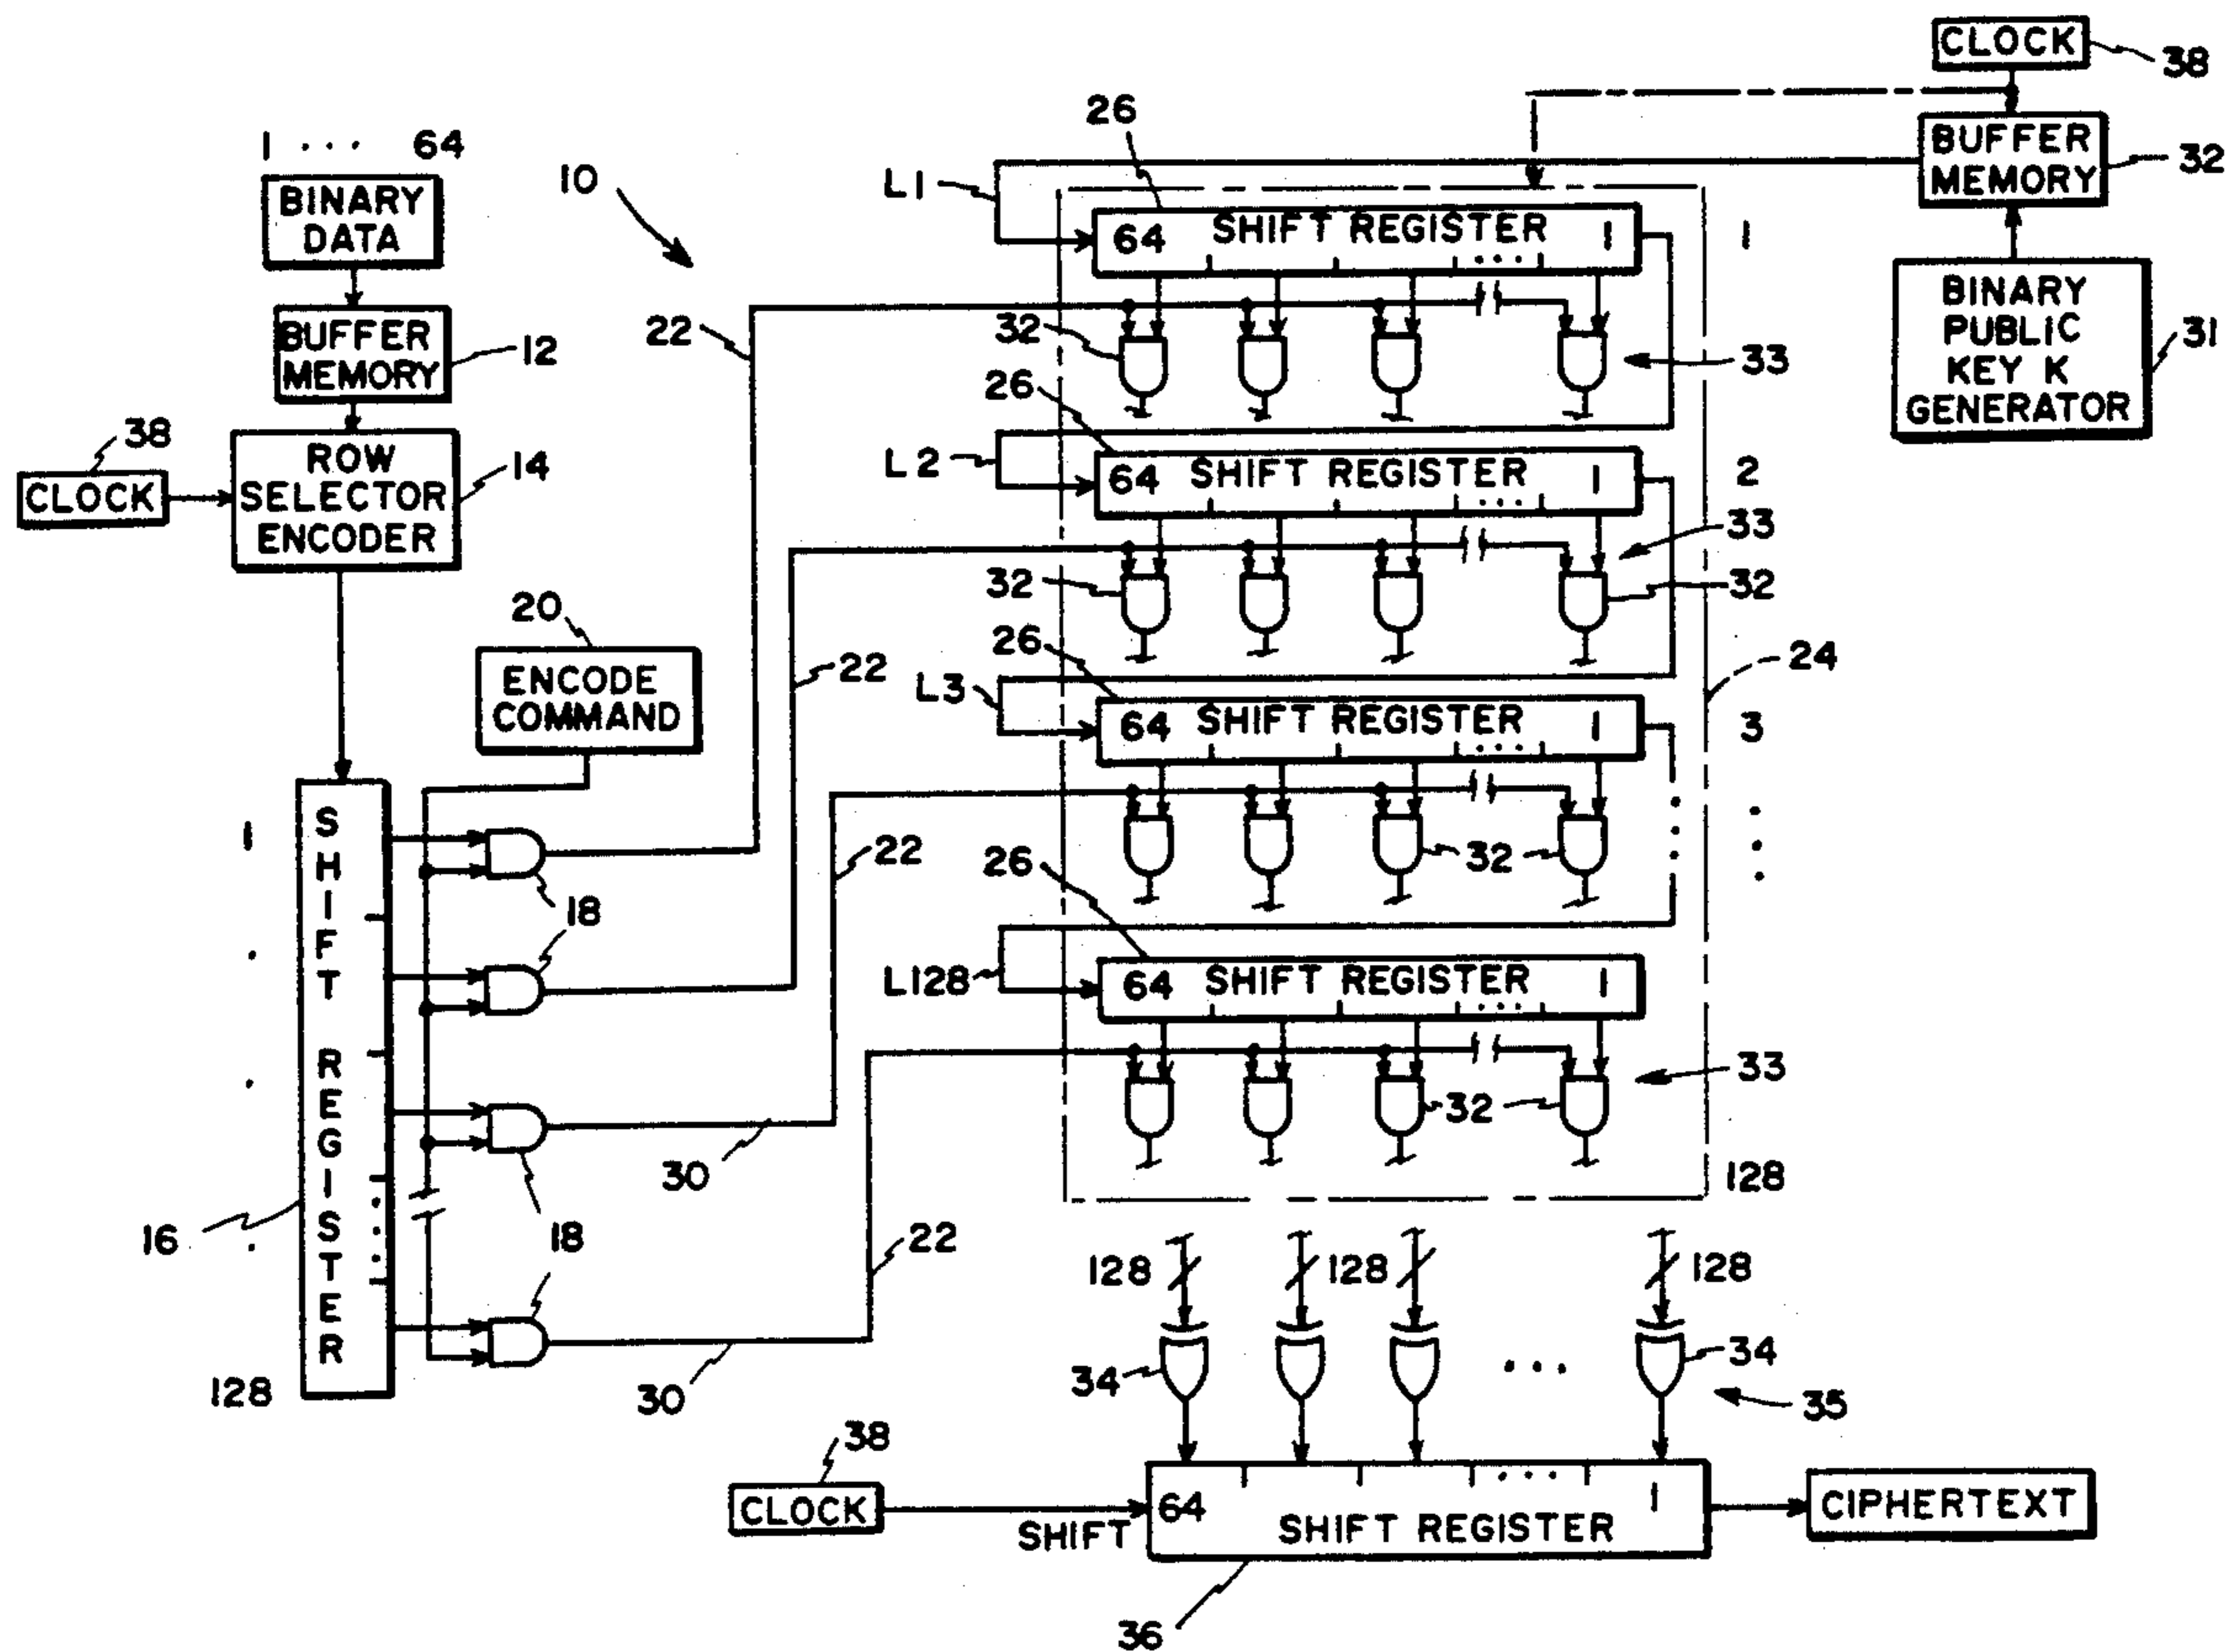 CLOCK
38
1 ... 64
BINARY
DATA
BUFFER
MEMORY
12
38
CLOCK
ROW
SELECTOR
ENCODER
14
20
ENCODE
COMMAND
10
1
SHIFT REGISTER
128
16
18
18
18
18
30
30
22
22
22
22
BUFFER
MEMORY
32
BINARY
PUBLIC
KEY K
GENERATOR
31
26
L1
64 SHIFT REGISTER 1
...
1
32
33
26
L2
64 SHIFT REGISTER 1
...
2
33
32
32
24
26
L3
64 SHIFT REGISTER 1
...
3
32
26
L128
64 SHIFT REGISTER 1
...
33
32
128
128
128
128
34
...
34
35
38
CLOCK
SHIFT
64 ... 1
SHIFT REGISTER
CIPHERTEXT
36